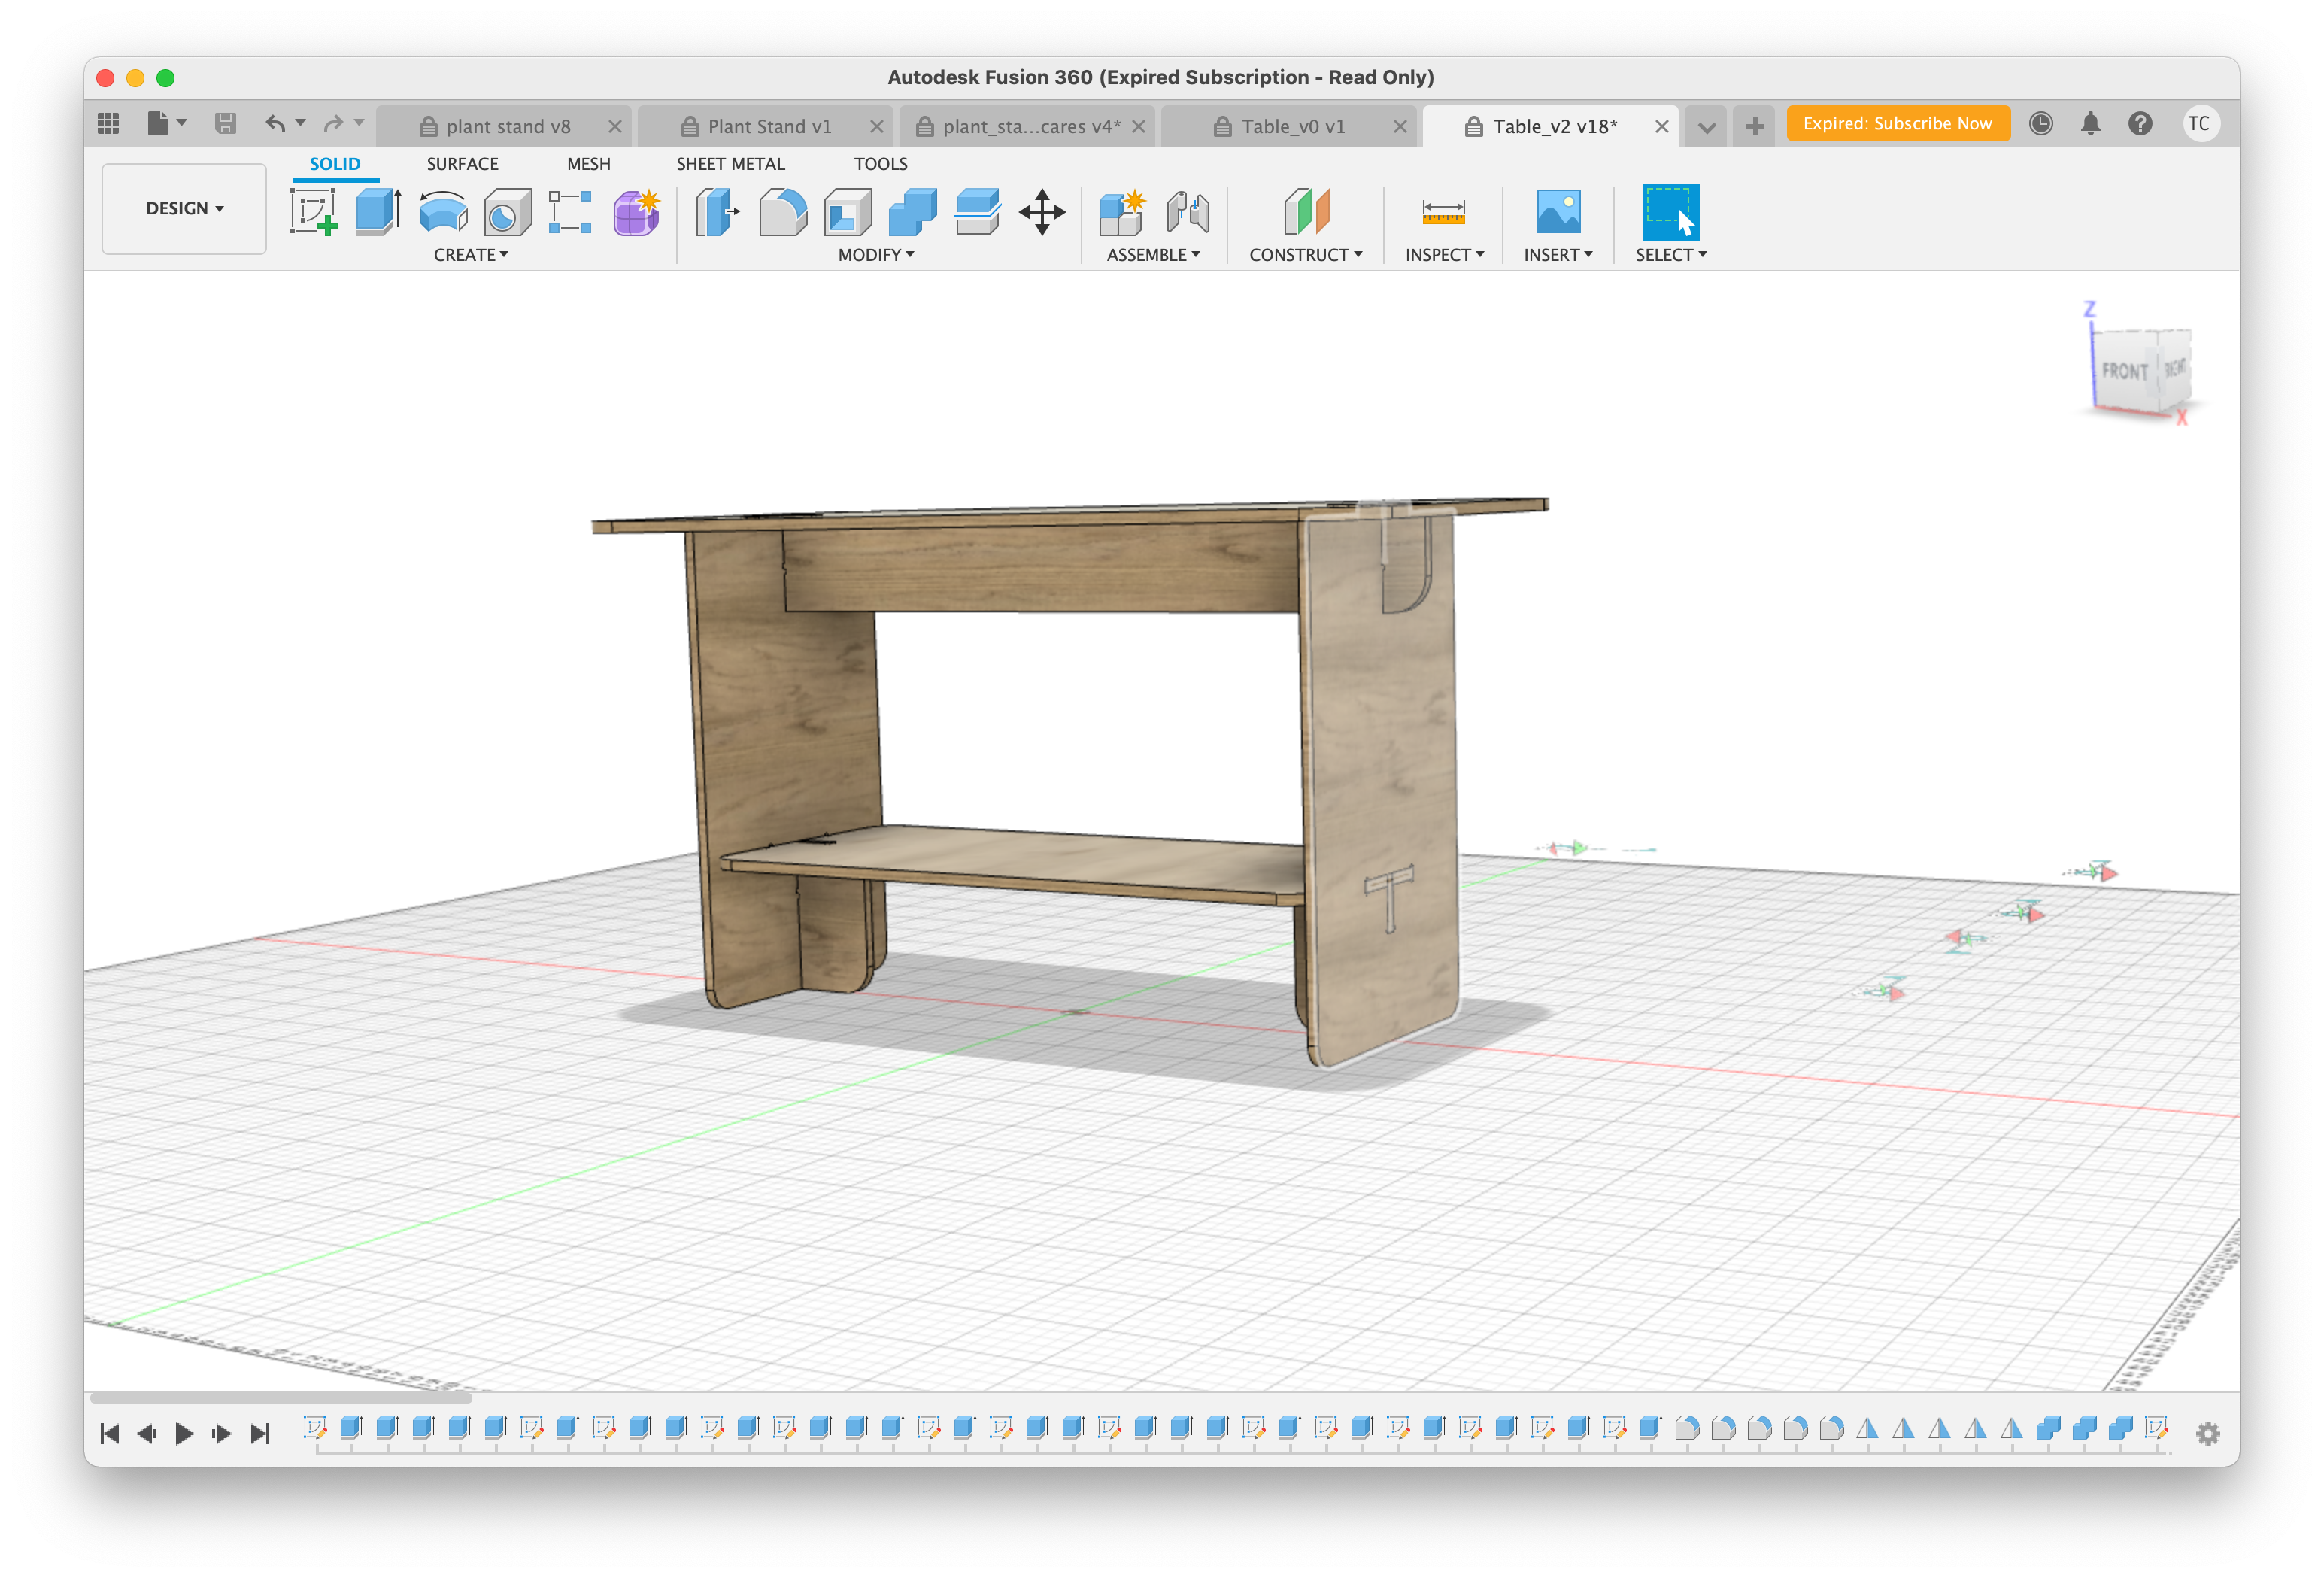 Autodesk Fusion 360 (Expired Subscription - Read Only)
plant stand v8
Plant Stand v1
plant_sta...cares v4*
Table_v0 v1
Table_v2 v18*
Expired: Subscribe Now
TC
DESIGN
SOLID
SURFACE
MESH
SHEET METAL
TOOLS
CREATE
MODIFY
ASSEMBLE
CONSTRUCT
INSPECT
INSERT
SELECT
Z
FRONT
RIGHT
X